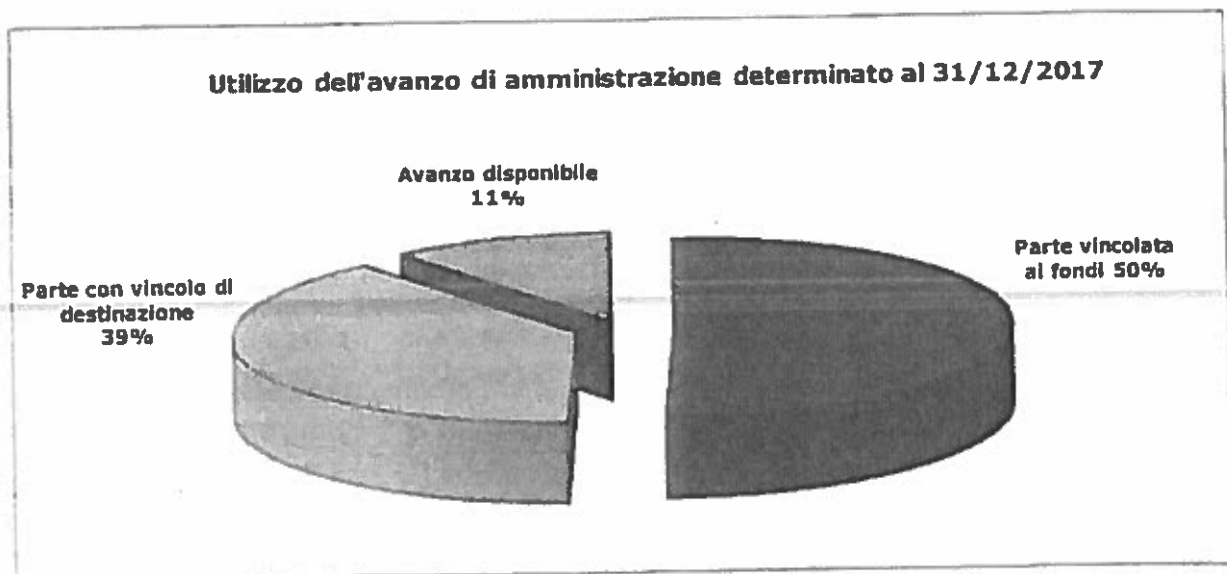 Utilizzo dell'avanzo di amministrazione determinato al 31/12/2017
Avanzo disponibile
11%
Parte vincolata
ai fondi 50%
Parte con vincolo di
destinazione
39%